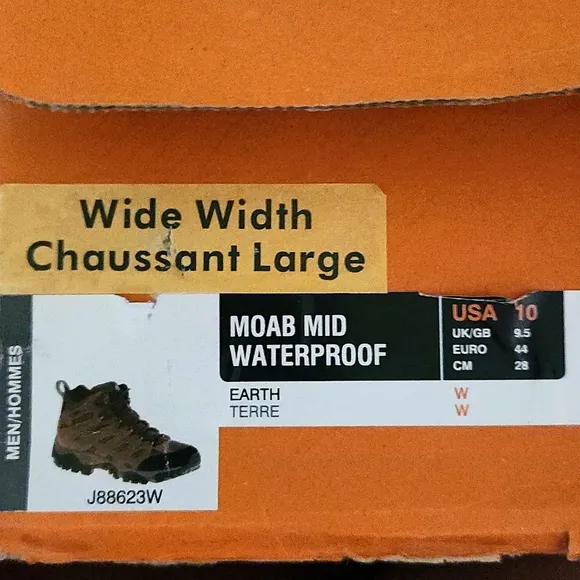 Wide Width
Chaussant Large
MEN/HOMMES
J88623W
MOAB MID
WATERPROOF
EARTH W
TERRE W
USA 10
UK/GB 9.5
EURO 44
CM 28